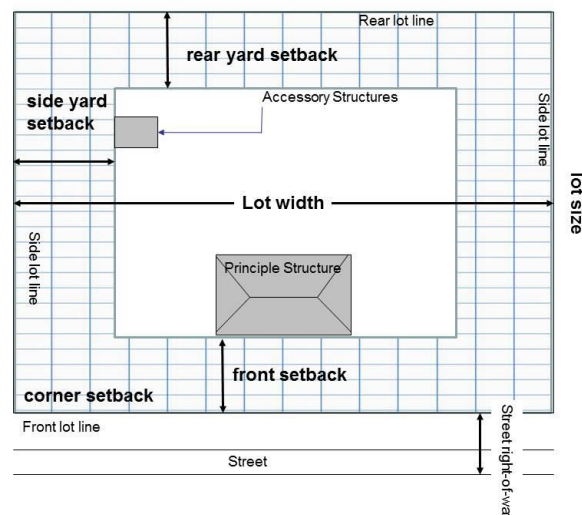 Rear lot line
rear yard setback
side yard
setback
Accessory Structures
Side lot line
lot size
Lot width
Side lot line
Principle Structure
front setback
corner setback
Front lot line
Street right-of-wa
Street